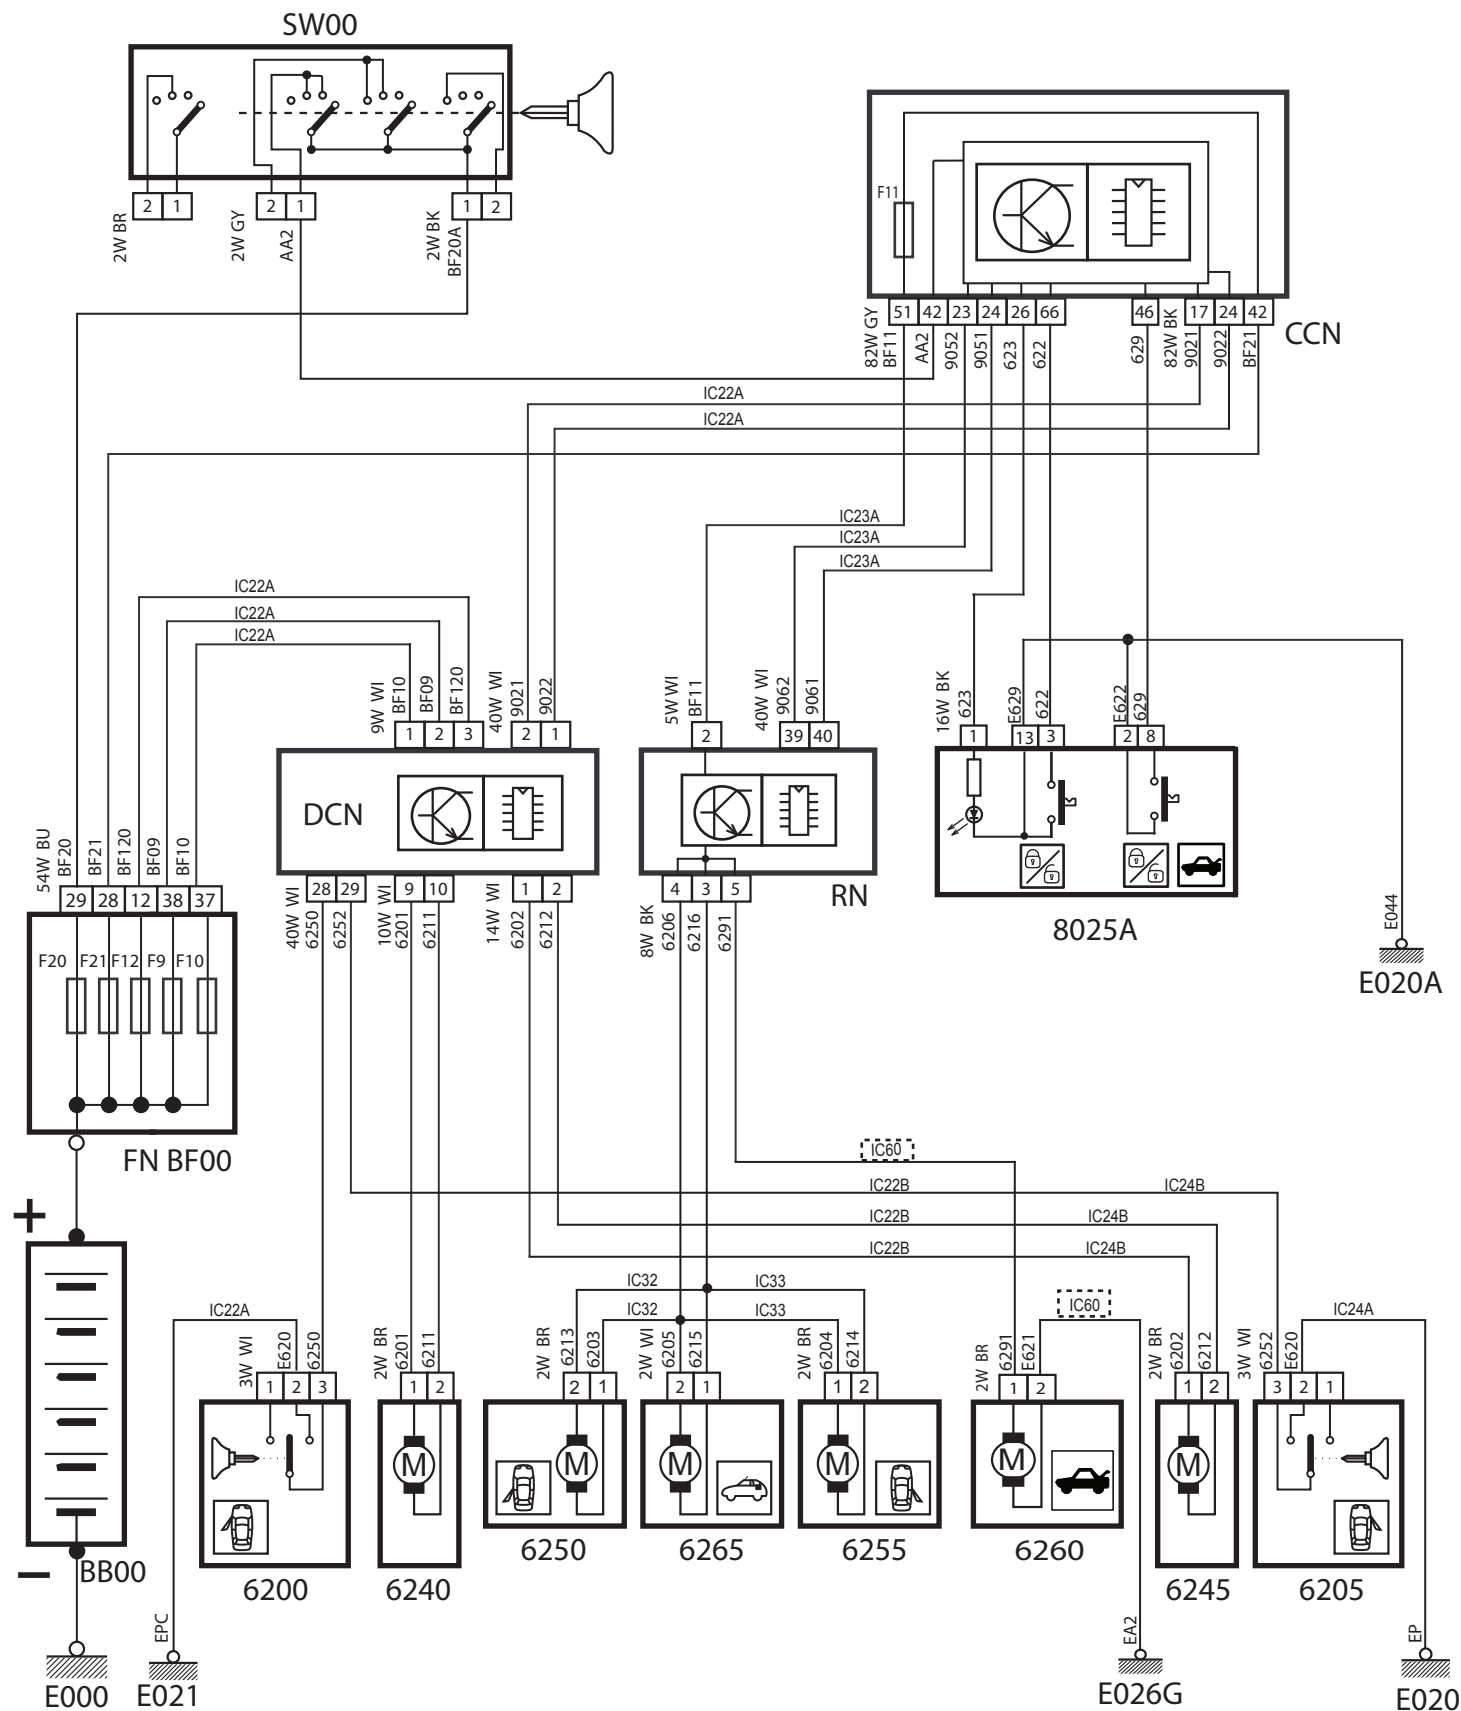 SW00
2 1 2 1 1 2
2W BR
2W GY
AA2
2W BK
BF20A
F11
51 42 23 24 26 66 46 17 24 42
82W GY
BF11
AA2
9052
9051
623
622
629
82W BK
9021
9022
BF21
CCN
IC22A
IC22A
IC23A
IC23A
IC23A
IC22A
IC22A
IC22A
9W WI
BF10
BF09
BF120
40W WI
9021
9022
5W WI
BF11
40W WI
9062
9061
16W BK
623
E629
622
E622
629
1 2 3 2 1
2 39 40
1 13 3 2 8
DCN
RN
8025A
E044
E020A
54W BU
BF20
BF21
BF120
BF09
BF10
29 28 12 38 37
F20 F21 F12 F9 F10
FN BF00
28 29 9 10 1 2
4 3 5
40W WI
6250
6252
10W WI
6201
6211
14W WI
6202
6212
8W BK
6206
6216
6291
IC60
IC22B IC24B
IC22B IC24B
IC22B IC24B
IC32 IC33
IC32 IC33
IC22A
IC60
IC24A
+
−
BB00
E000
EPC
E021
3W WI
E620
6250
1 2 3
6200
2W BR
6201
6211
1 2
M
6240
2W BR
6213
6203
2 1
M
6250
2W WI
6205
6215
2 1
M
6265
2W BR
6204
6214
1 2
M
6255
2W BR
6291
E621
1 2
M
6260
EA2
E026G
2W BR
6202
6212
1 2
M
6245
3W WI
6252
E620
3 2 1
6205
EP
E020